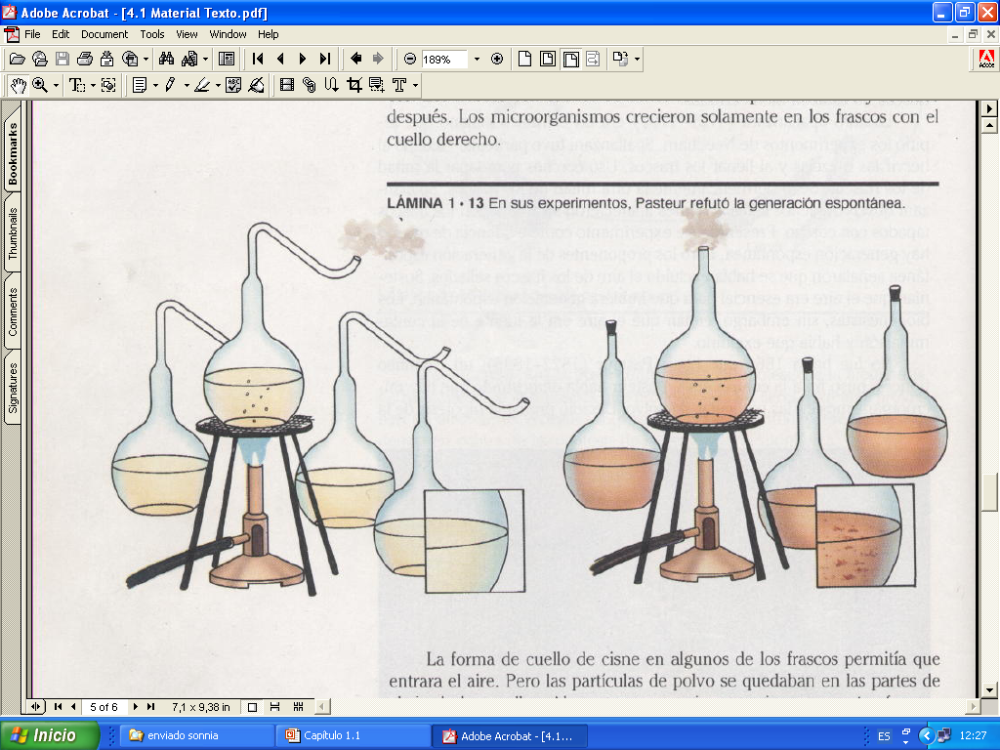 Adobe Acrobat - [4.1 Material Texto.pdf]
File Edit Document Tools View Window Help
189%
Adobe
Bookmarks
Thumbnails
Comments
Signatures
después. Los microorganismos crecieron solamente en los frascos con el
cuello derecho.
LÁMINA 1 • 13 En sus experimentos, Pasteur refutó la generación espontánea.
La forma de cuello de cisne en algunos de los frascos permitía que
entrara el aire. Pero las partículas de polvo se quedaban en las partes de
5 of 6
7,1 x 9,38 in
Inicio
enviado sonnia
Capítulo 1.1
Adobe Acrobat - [4.1...
ES
12:27